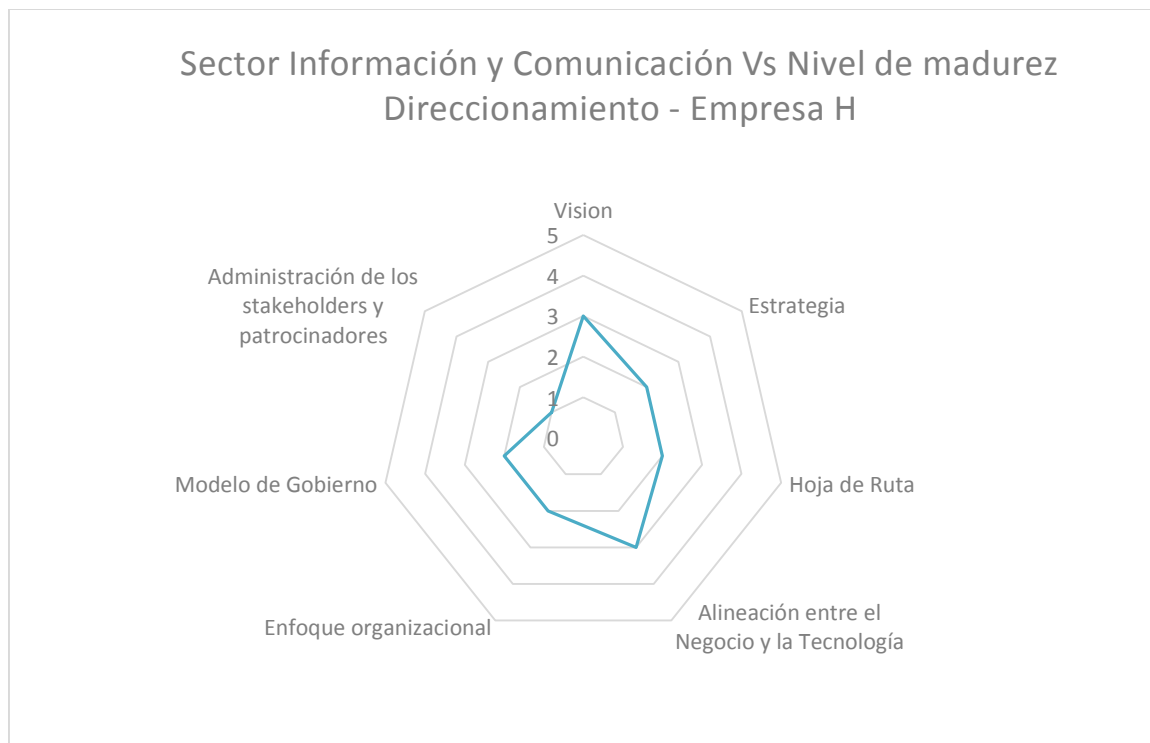 Sector Información y Comunicación Vs Nivel de madurez
Direccionamiento - Empresa H
Vision
5
4
3
2
1
0
Estrategia
Hoja de Ruta
Alineación entre el
Negocio y la Tecnología
Enfoque organizacional
Modelo de Gobierno
Administración de los
stakeholders y
patrocinadores